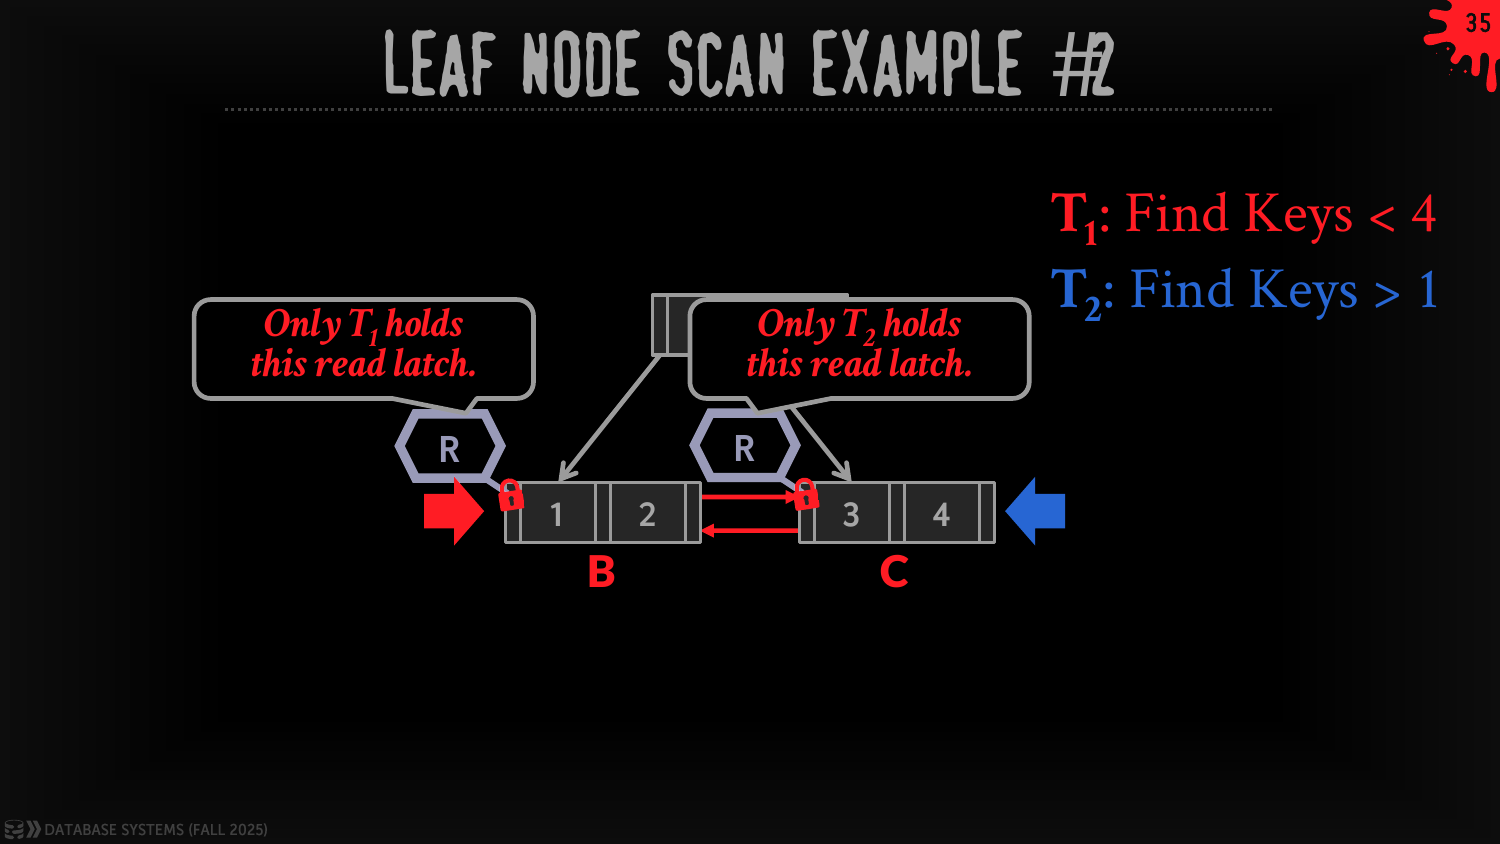 35
LEAF NODE SCAN EXAMPLE #2
T1: Find Keys < 4
T2: Find Keys > 1
Only T1 holds
this read latch.
Only T2 holds
this read latch.
R
R
1 2
3 4
B
C
DATABASE SYSTEMS (FALL 2025)